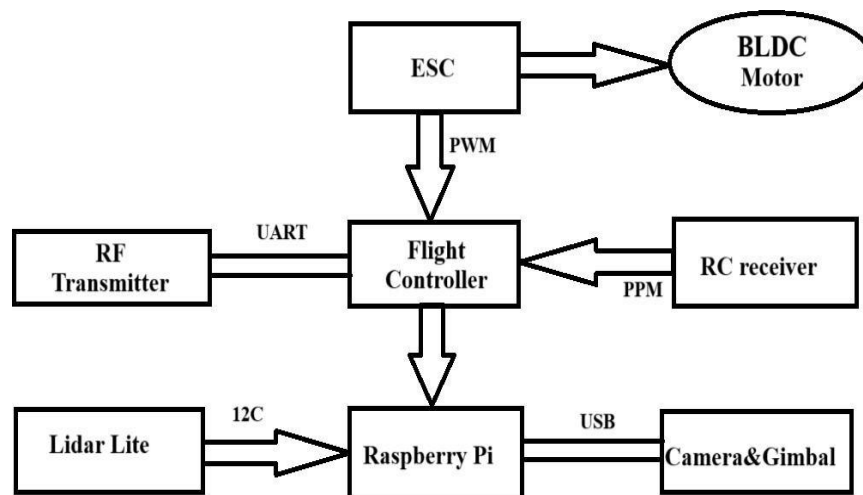 ESC
BLDC
Motor
PWM
RF
Transmitter
UART
Flight
Controller
PPM
RC receiver
Lidar Lite
12C
Raspberry Pi
USB
Camera&Gimbal